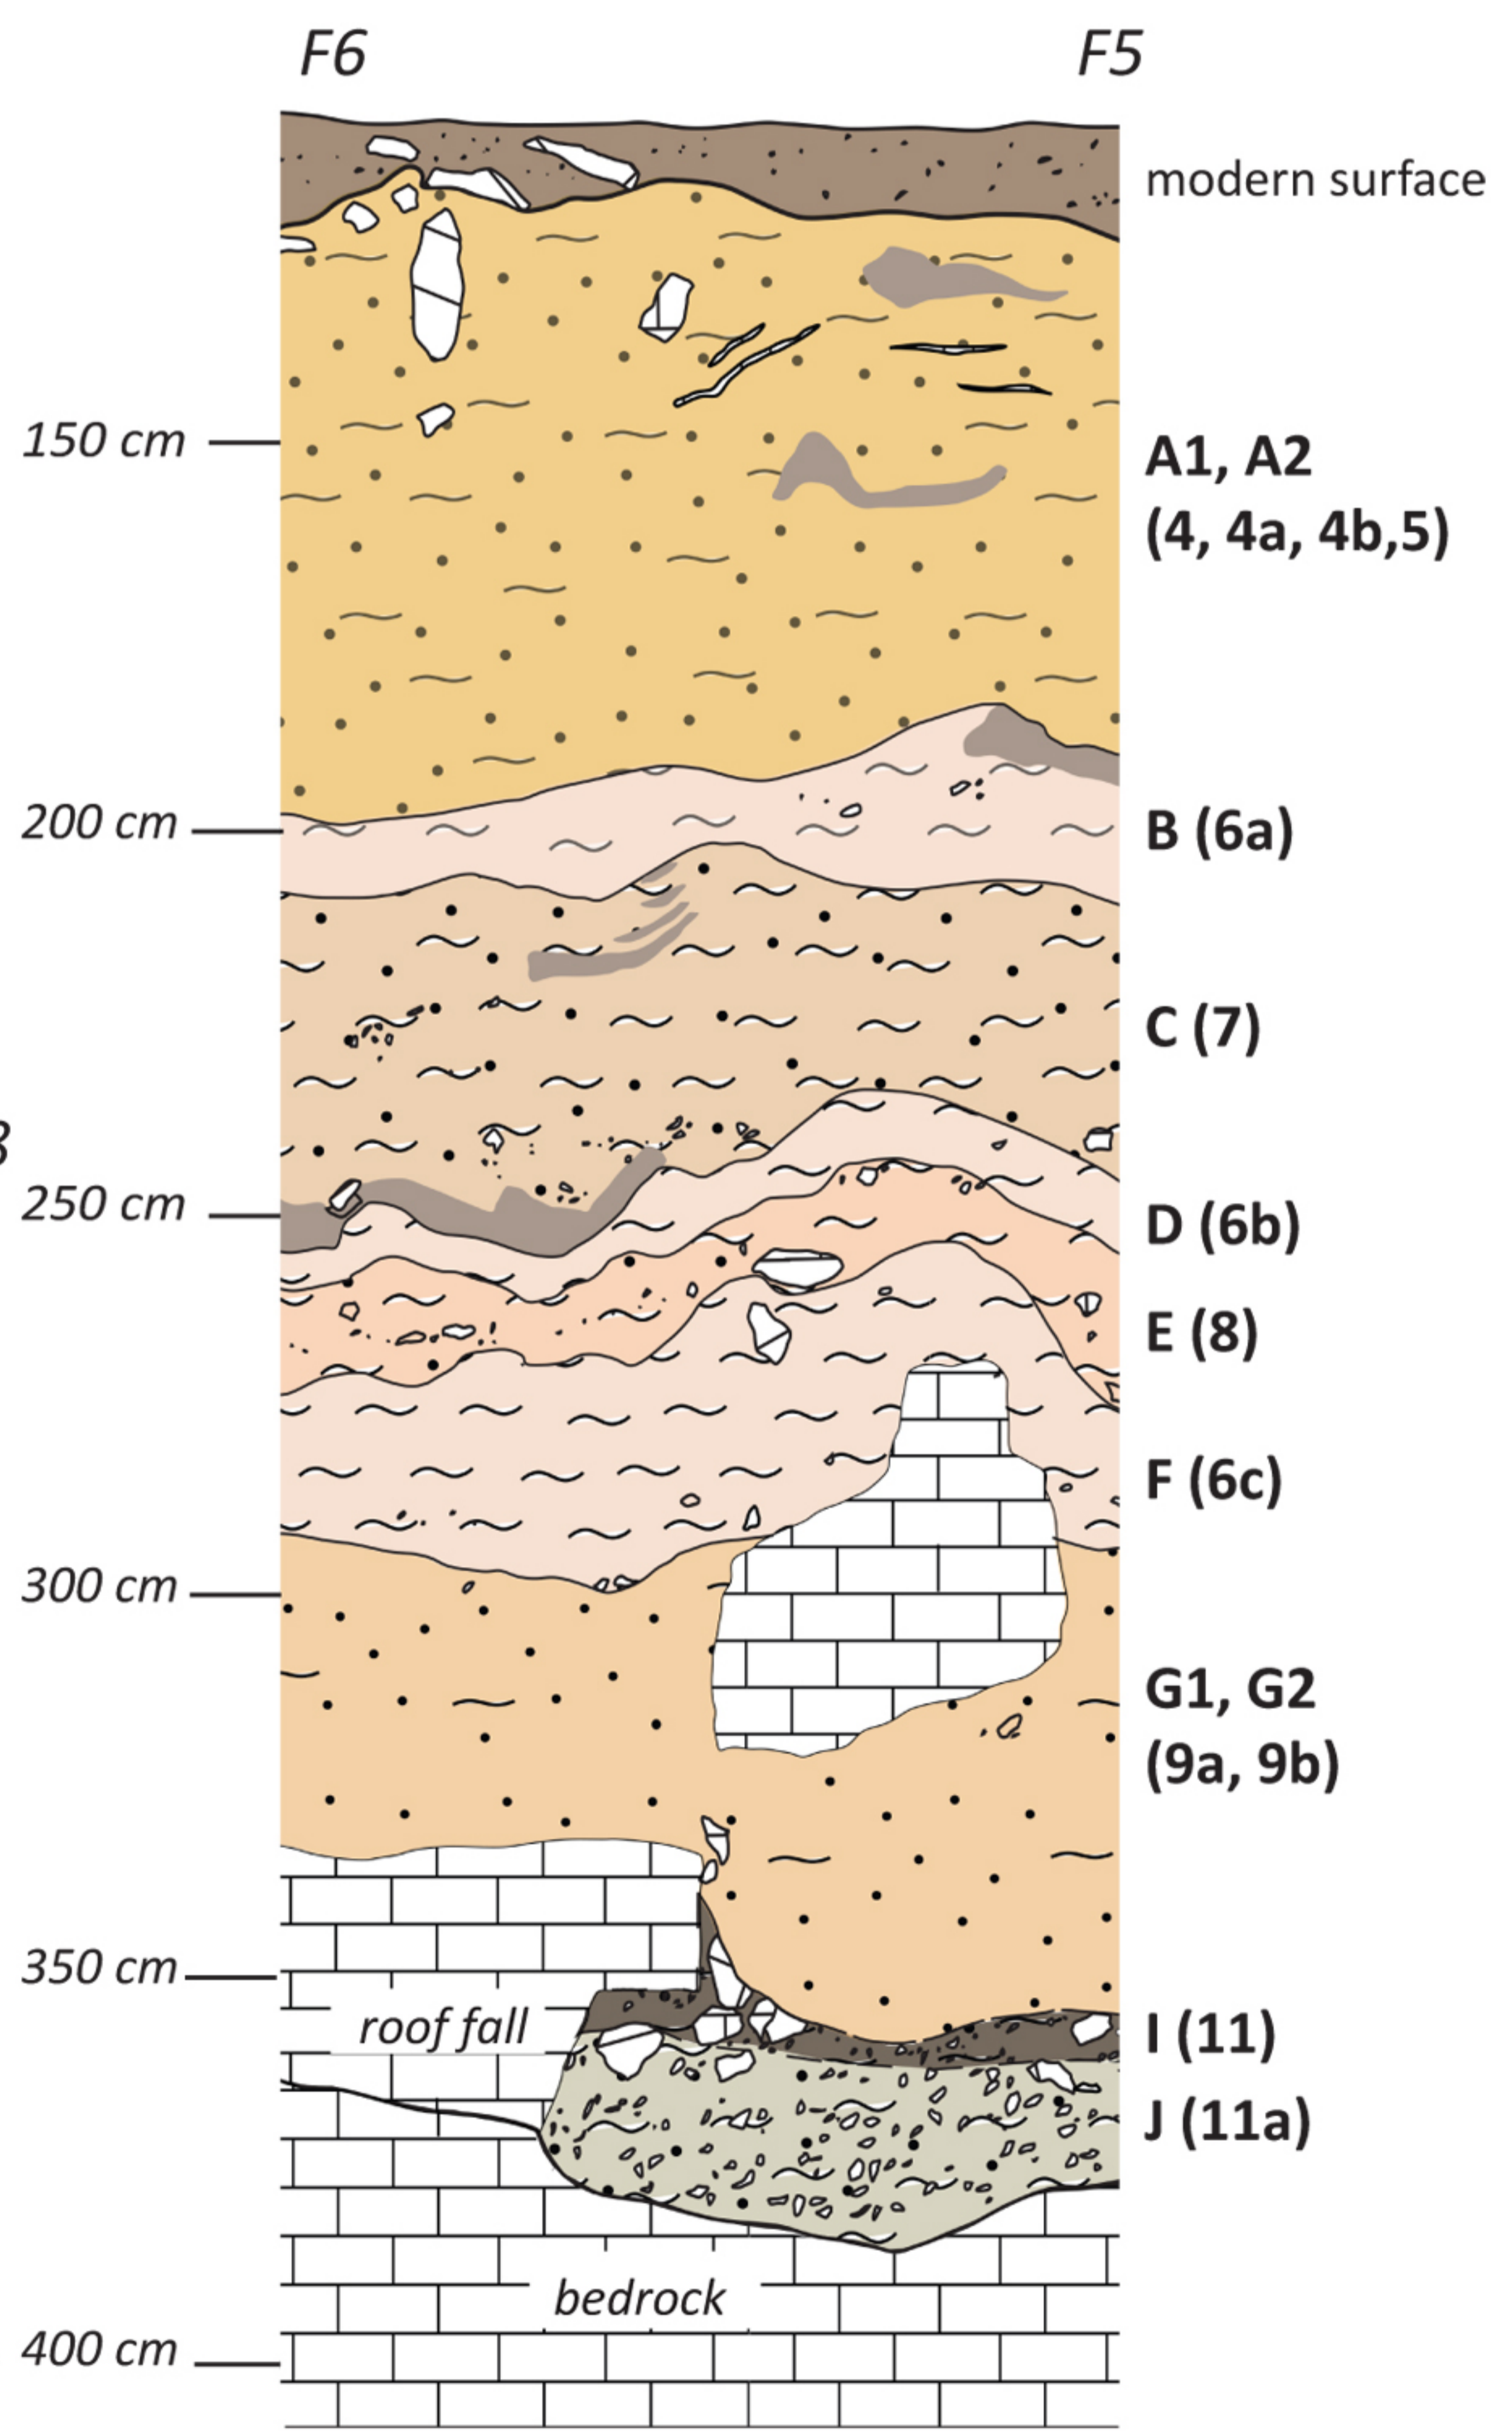 F6 F5
modern surface
150 cm
A1, A2
(4, 4a, 4b,5)
200 cm
B (6a)
C (7)
3
250 cm
D (6b)
E (8)
F (6c)
300 cm
G1, G2
(9a, 9b)
350 cm
roof fall
I (11)
J (11a)
bedrock
400 cm